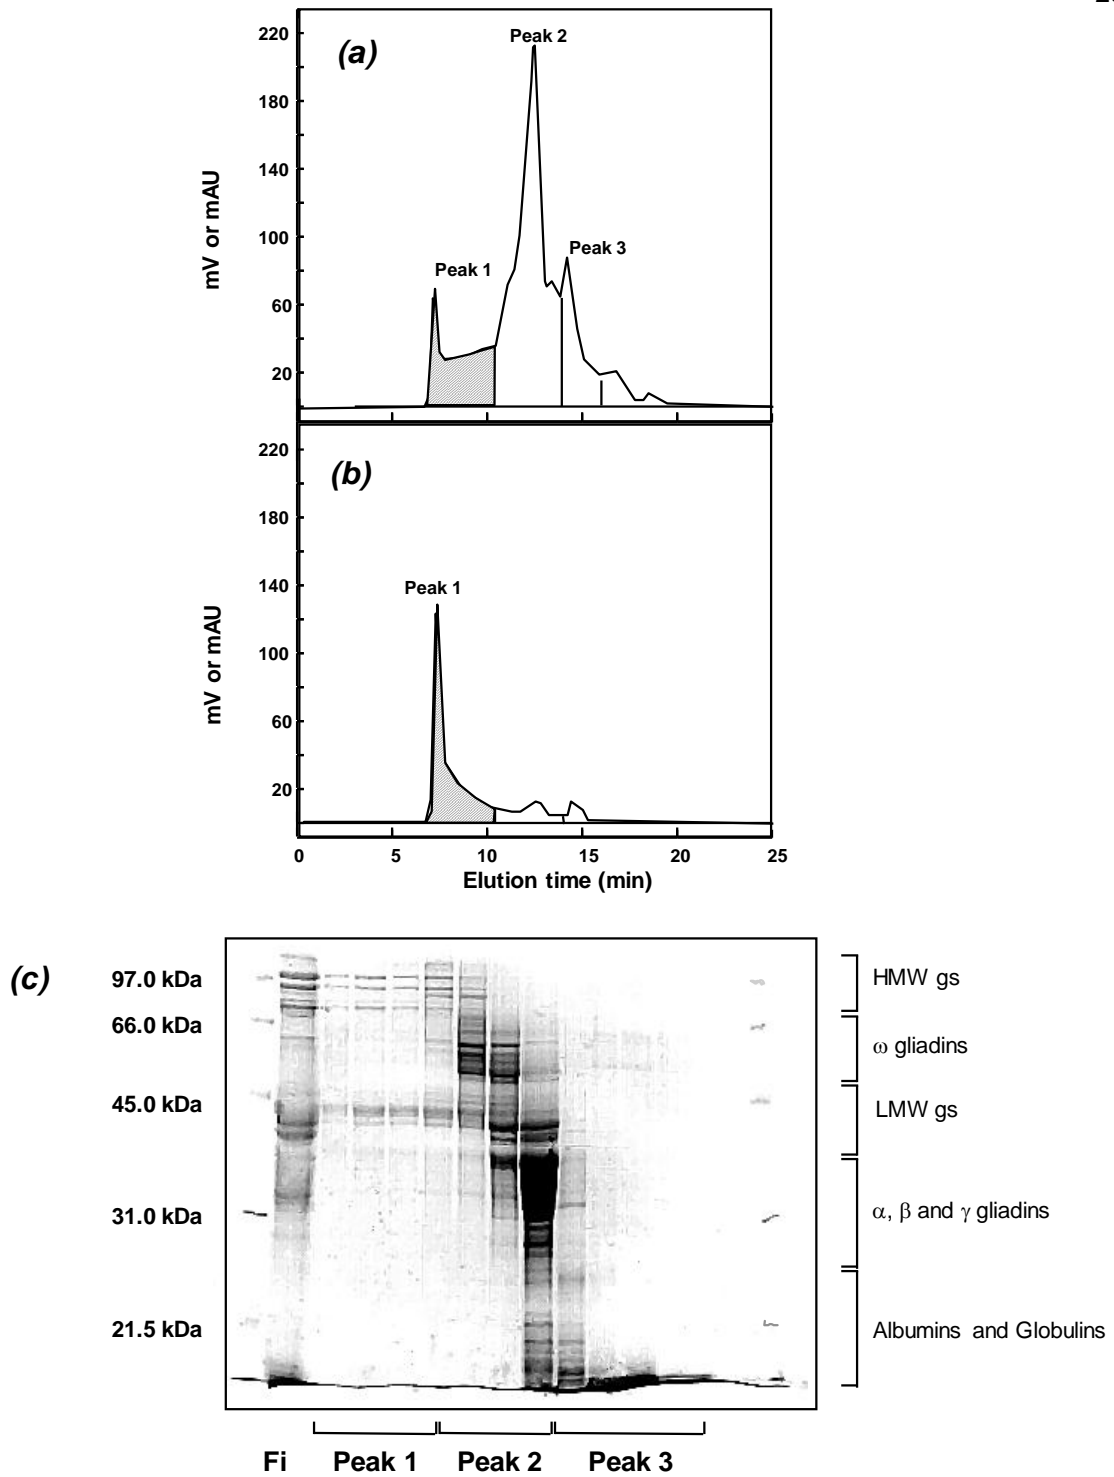 (a)
Peak 2
Peak 1
Peak 3
mV or mAU
220
180
140
100
60
20
(b)
Peak 1
mV or mAU
220
180
140
100
60
20
0 5 10 15 20 25
Elution time (min)
(c)
97.0 kDa
66.0 kDa
45.0 kDa
31.0 kDa
21.5 kDa
HMW gs
ω gliadins
LMW gs
α, β and γ gliadins
Albumins and Globulins
Fi Peak 1 Peak 2 Peak 3